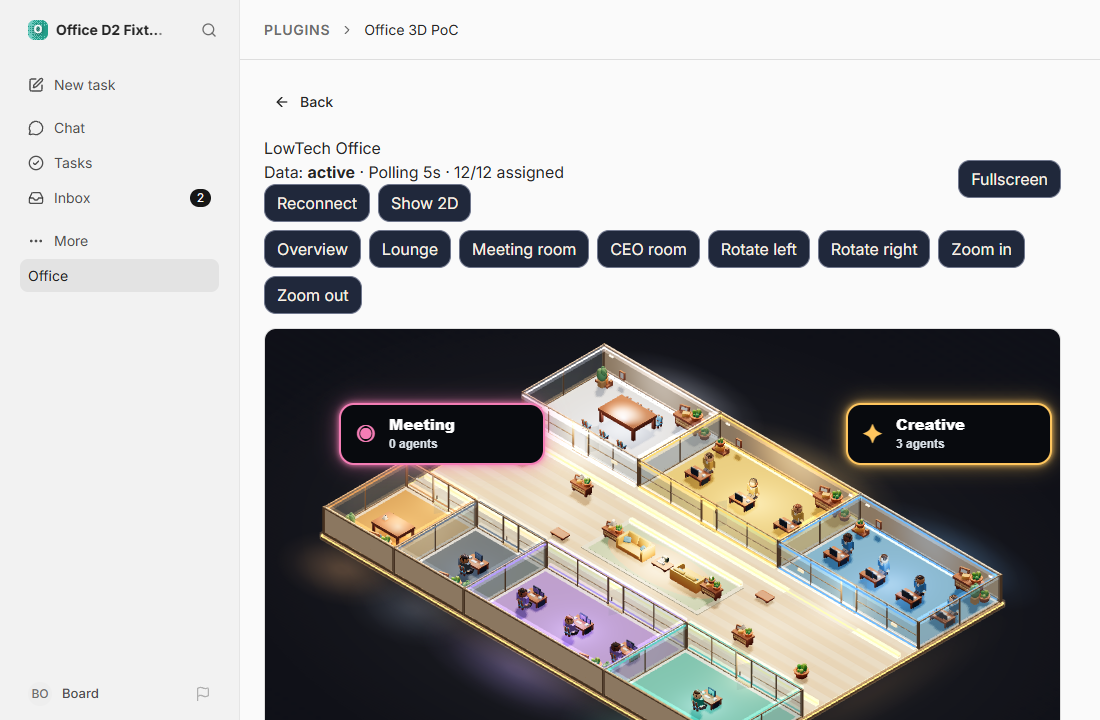 Office D2 Fixt...
New task
Chat
Tasks
Inbox
2
More
Office
BO
Board
PLUGINS
Office 3D PoC
Back
LowTech Office
Data: active · Polling 5s · 12/12 assigned
Reconnect
Show 2D
Fullscreen
Overview
Lounge
Meeting room
CEO room
Rotate left
Rotate right
Zoom in
Zoom out
Meeting
0 agents
Creative
3 agents